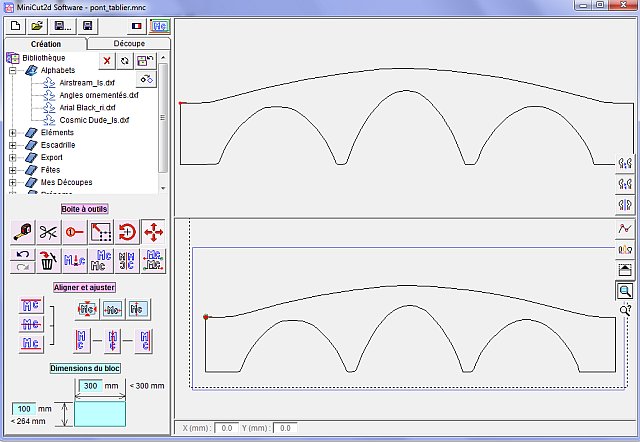 MiniCut2d Software - pont_tablier.mnc
Création
Découpe
Bibliothèque
Alphabets
Airstream_ls.dxf
Angles ornementés.dxf
Arial Black_ri.dxf
Cosmic Dude_ls.dxf
Eléments
Escadrille
Export
Fêtes
Mes Découpes
Boite à outils
Aligner et ajuster
Dimensions du bloc
300 mm < 300 mm
100 mm
< 264 mm
X (mm) : 0.0 Y (mm) : 0.0